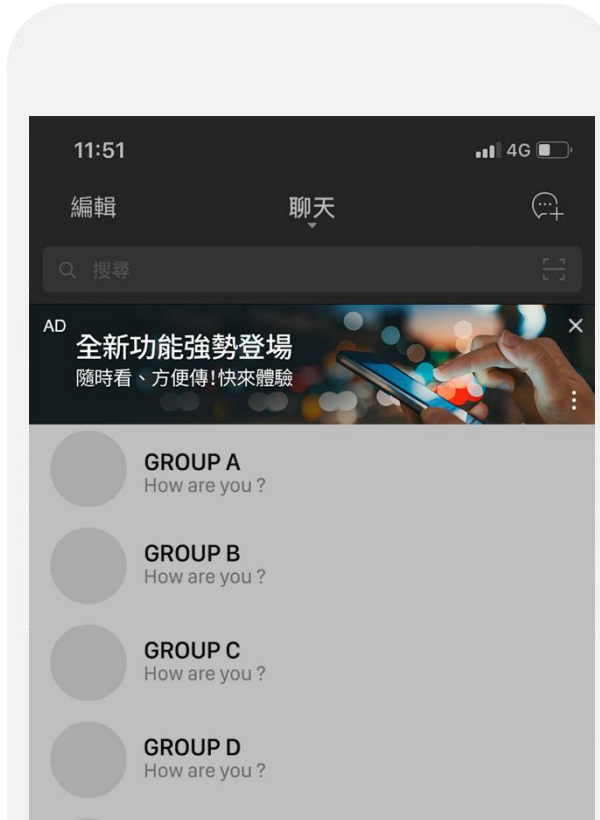 11:51 4G
編輯 聊天
搜尋
AD
全新功能強勢登場
隨時看、方便傳!快來體驗
GROUP A
How are you ?
GROUP B
How are you ?
GROUP C
How are you ?
GROUP D
How are you ?